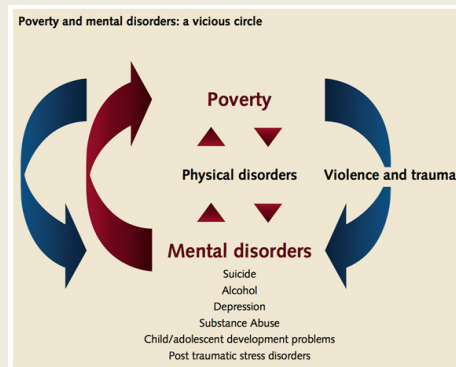 Poverty and mental disorders: a vicious circle
Poverty
Physical disorders
Violence and trauma
Mental disorders
Suicide
Alcohol
Depression
Substance Abuse
Child/adolescent development problems
Post traumatic stress disorders